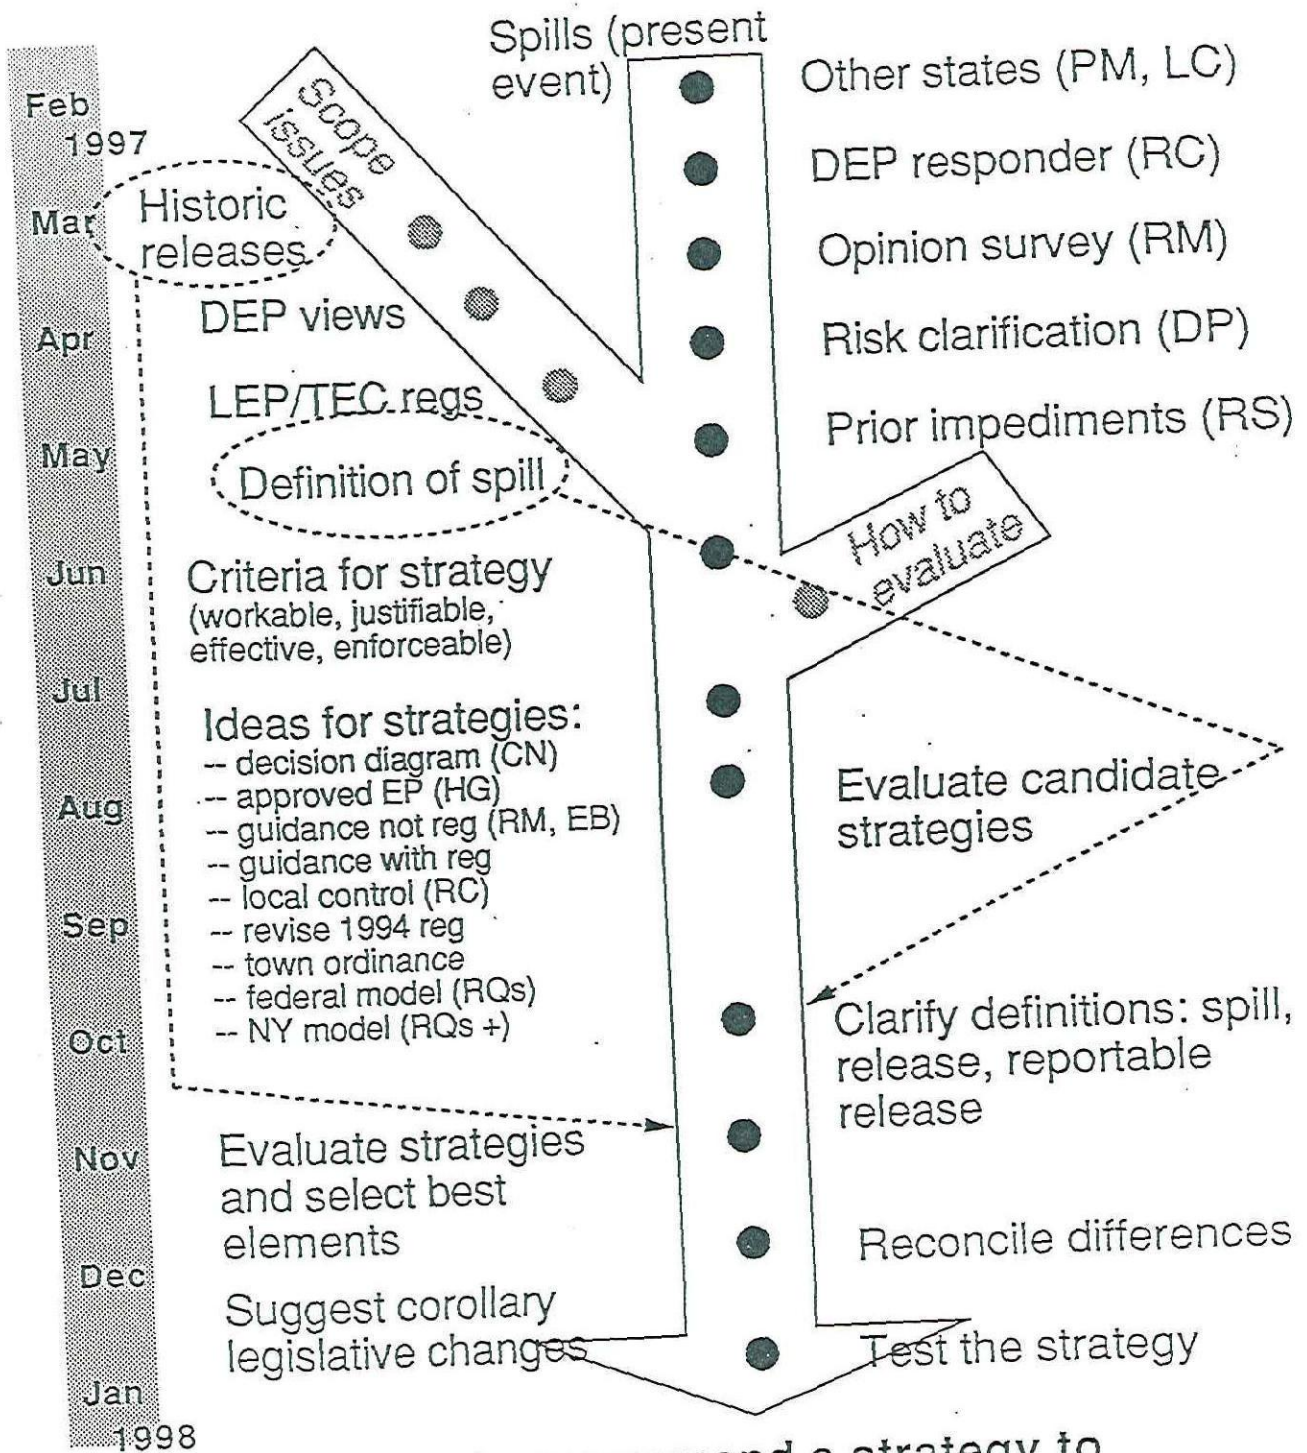 Spills (present
event)
Feb
1997
Mar
Apr
May
Jun
Jul
Aug
Sep
Oct
Nov
Dec
Jan
1998
Scope
issues
Historic
releases
DEP views
LEP/TEC regs
Definition of spill
Criteria for strategy
(workable, justifiable,
effective, enforceable)
Ideas for strategies:
-- decision diagram (CN)
-- approved EP (HG)
-- guidance not reg (RM, EB)
-- guidance with reg
-- local control (RC)
-- revise 1994 reg
-- town ordinance
-- federal model (RQs)
-- NY model (RQs +)
Evaluate strategies
and select best
elements
Suggest corollary
legislative changes
Other states (PM, LC)
DEP responder (RC)
Opinion survey (RM)
Risk clarification (DP)
Prior impediments (RS)
How to
evaluate
Evaluate candidate
strategies
Clarify definitions: spill,
release, reportable
release
Reconcile differences
Test the strategy
a strategy to